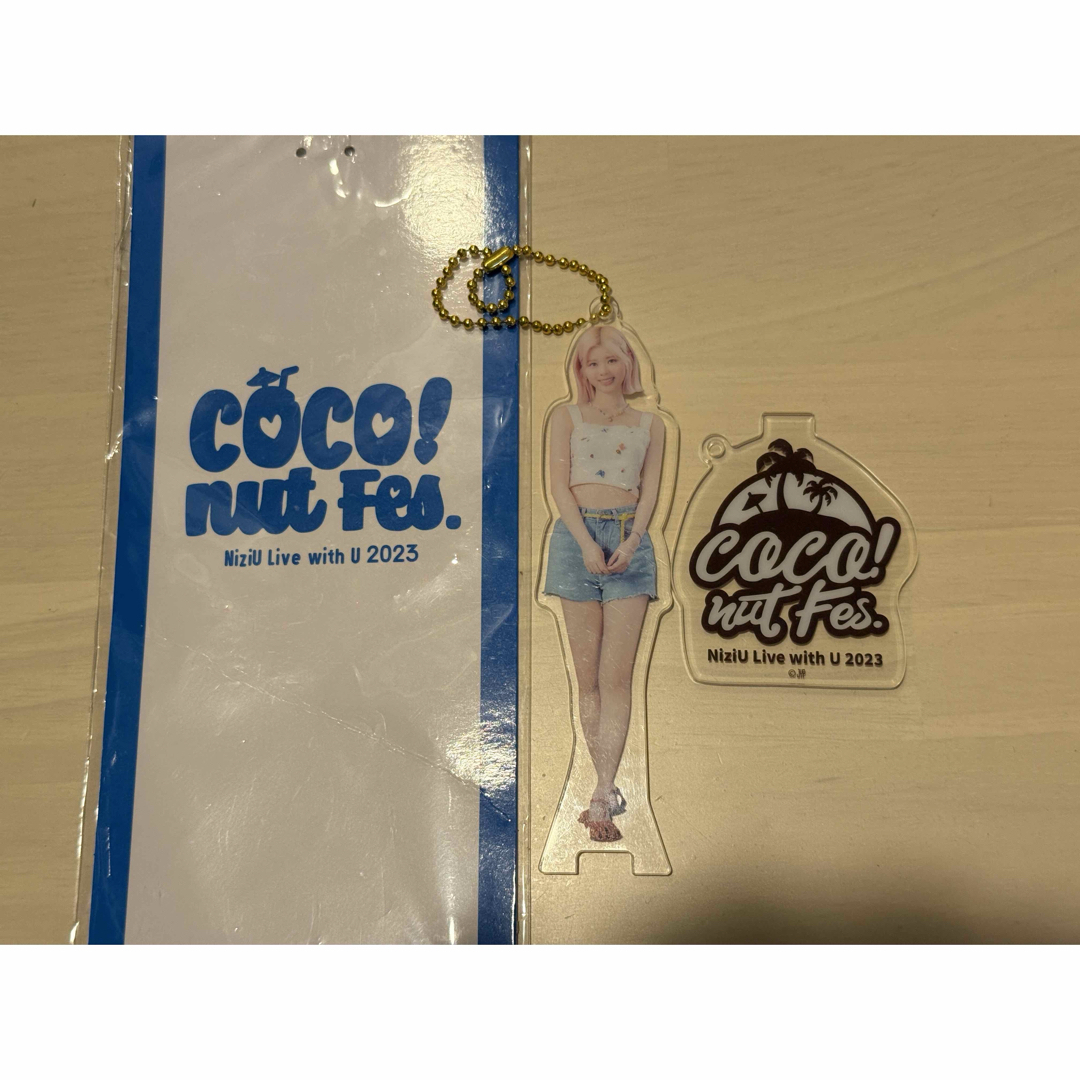 COCO!
nut Fes.
NiziU Live with U 2023
COCO!
nut Fes.
NiziU Live with U 2023